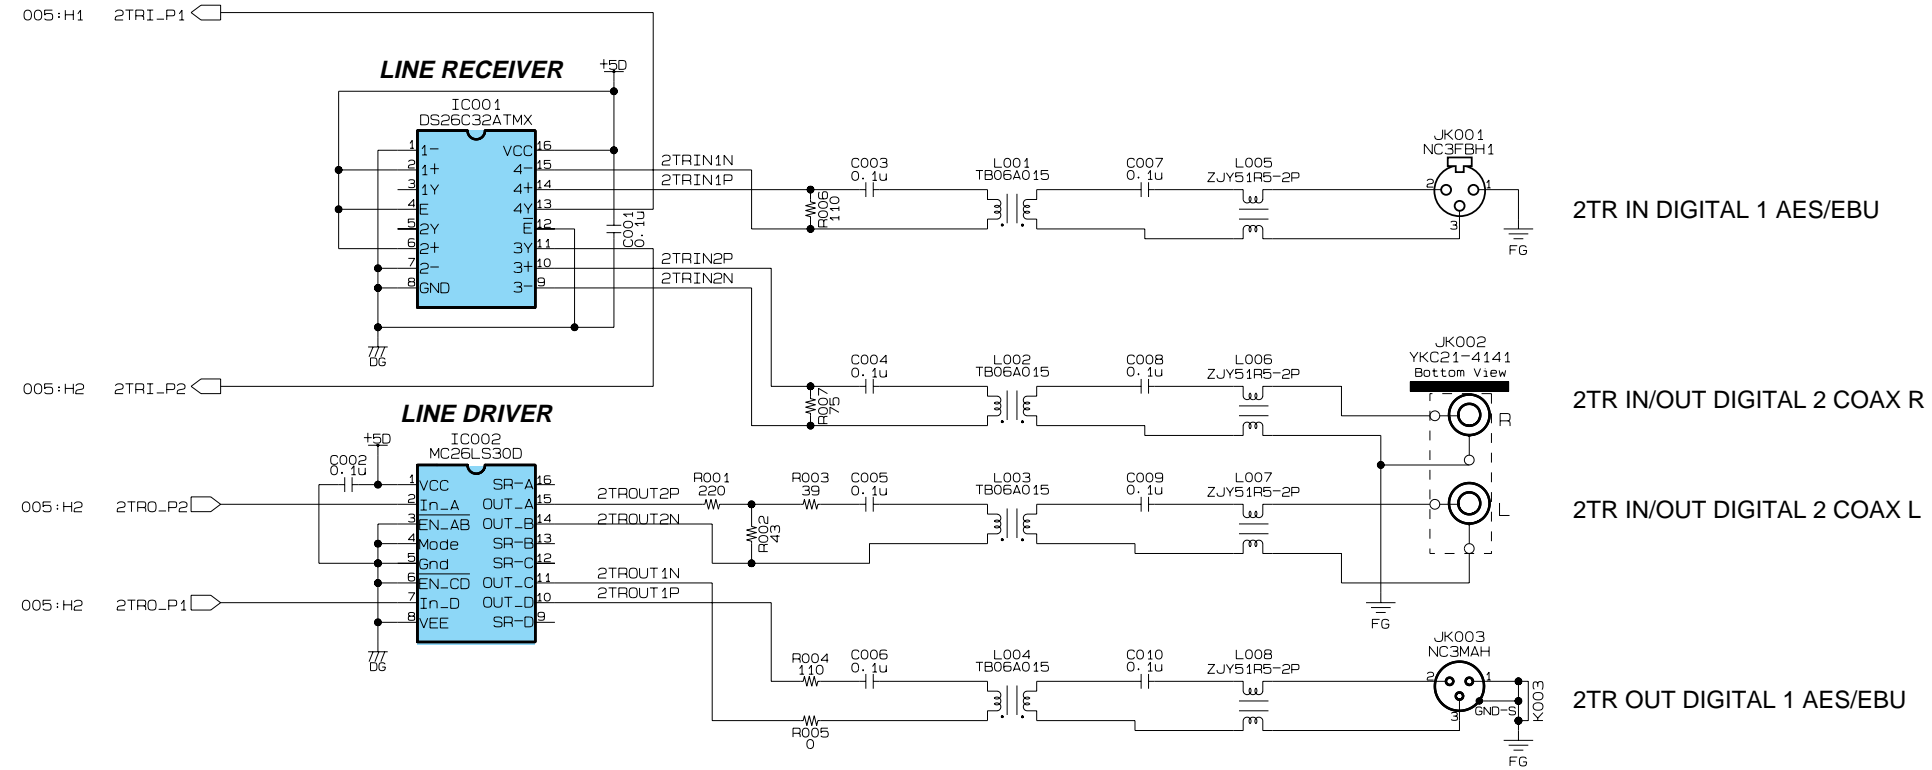 005:H1 2TRI_P1
LINE RECEIVER
+5D
IC001
DS26C32ATMX
1 1- VCC 16
2 1+ 4- 15
3 1Y 4+ 14
4 E 4Y 13
5 2Y E 12
6 2+ 3Y 11
7 2- 3+ 10
8 GND 3- 9
C001
0.1u
DG
2TRIN1N
2TRIN1P
2TRIN2P
2TRIN2N
R006
110
C003
0.1u
L001
TB06A015
C007
0.1u
L005
ZJY51R5-2P
JK001
NC3FBH1
2 1
3
FG
2TR IN DIGITAL 1 AES/EBU
005:H2 2TRI_P2
R007
75
C004
0.1u
L002
TB06A015
C008
0.1u
L006
ZJY51R5-2P
JK002
YKC21-4141
Bottom View
R
2TR IN/OUT DIGITAL 2 COAX R
LINE DRIVER
+5D
C002
0.1u
IC002
MC26LS30D
1 VCC SR-A 16
2 In_A OUT_A 15
3 EN_AB OUT_B 14
4 Mode SR-B 13
5 Gnd SR-C 12
6 EN_CD OUT_C 11
7 In_D OUT_D 10
8 VEE SR-D 9
DG
005:H2 2TRO_P2
005:H2 2TRO_P1
2TROUT2P
2TROUT2N
2TROUT1N
2TROUT1P
R001
220
R002
43
R003
39
C005
0.1u
L003
TB06A015
C009
0.1u
L007
ZJY51R5-2P
L
FG
2TR IN/OUT DIGITAL 2 COAX L
R004
110
R005
0
C006
0.1u
L004
TB06A015
C010
0.1u
L008
ZJY51R5-2P
JK003
NC3MAH
2 1
3
GND-S
K003
FG
2TR OUT DIGITAL 1 AES/EBU